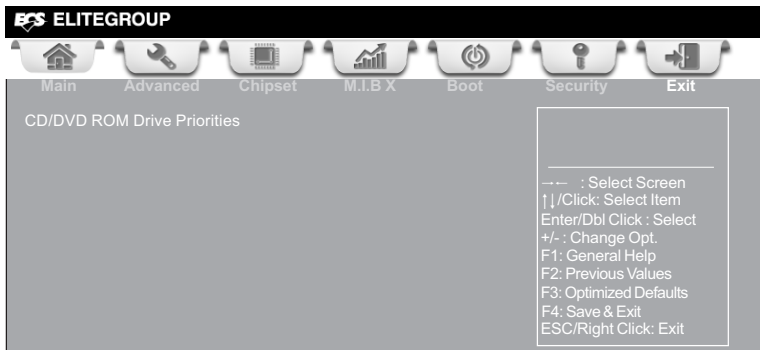 ECS ELITEGROUP
Main Advanced Chipset M.I.B X Boot Security Exit
CD/DVD ROM Drive Priorities
→← : Select Screen
↑↓/Click: Select Item
Enter/Dbl Click : Select
+/- : Change Opt.
F1: General Help
F2: Previous Values
F3: Optimized Defaults
F4: Save & Exit
ESC/Right Click: Exit